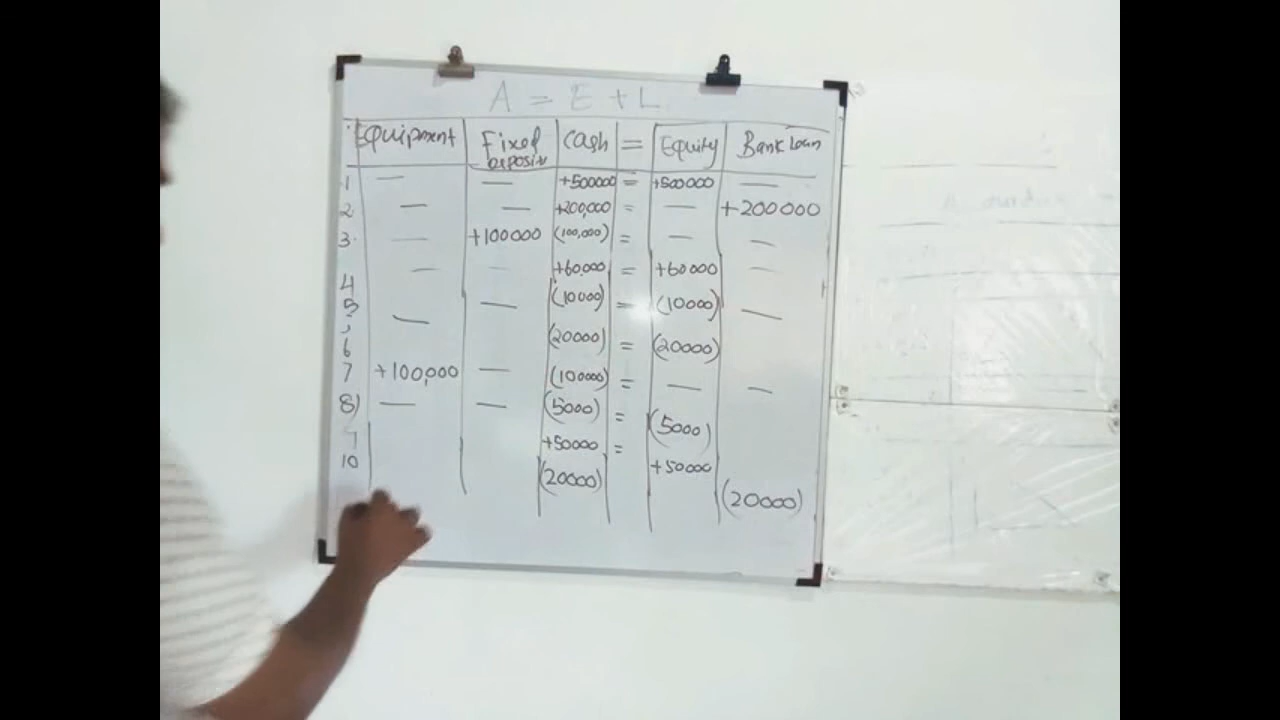 A = E + L
Equipment Fixed Deposit Cash = Equity Bank Loan
1 — — +500000 = +500000 —
2 — — +200,000 = — +200000
3. — +100000 (100,000) = — —
4 — — +60,000 = +60000 —
5 — — (10000) = (10000) —
6 (20000) = (20000)
7 +100,000 — (100000) = — —
8) — — (5000) = (5000)
9 +50000 = +50000
10 (20000) (20000)